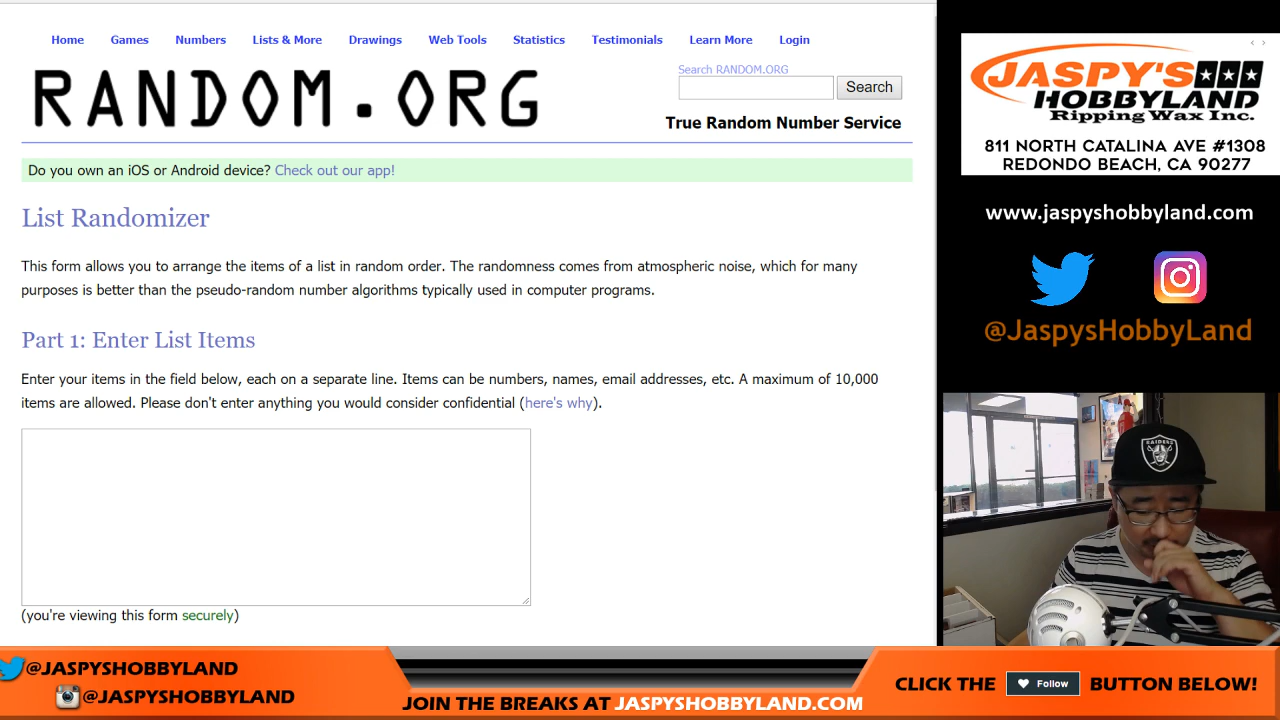 Home Games Numbers Lists & More Drawings Web Tools Statistics Testimonials Learn More Login
RANDOM.ORG
Search RANDOM.ORG
Search
True Random Number Service
Do you own an iOS or Android device? Check out our app!
List Randomizer
This form allows you to arrange the items of a list in random order. The randomness comes from atmospheric noise, which for many
purposes is better than the pseudo-random number algorithms typically used in computer programs.
Part 1: Enter List Items
Enter your items in the field below, each on a separate line. Items can be numbers, names, email addresses, etc. A maximum of 10,000
items are allowed. Please don't enter anything you would consider confidential (here's why).
(you're viewing this form securely)
JASPY'S
HOBBYLAND
Ripping Wax Inc.
811 NORTH CATALINA AVE #1308
REDONDO BEACH, CA 90277
www.jaspyshobbyland.com
@JaspysHobbyLand
RAIDERS
@JASPYSHOBBYLAND
@JASPYSHOBBYLAND
JOIN THE BREAKS AT JASPYSHOBBYLAND.COM
CLICK THE Follow BUTTON BELOW!